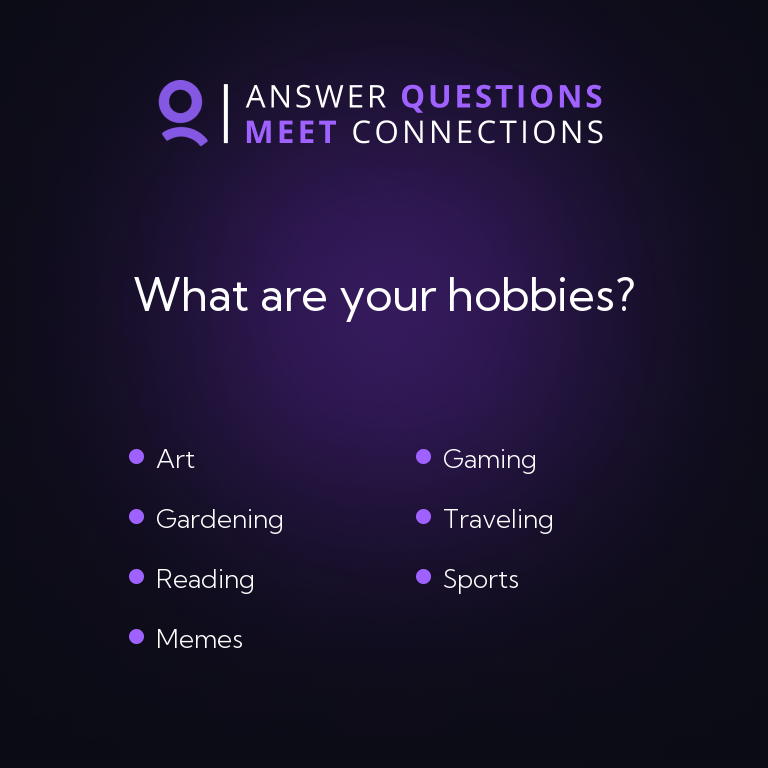 ANSWER QUESTIONS
MEET CONNECTIONS
What are your hobbies?
Art
Gardening
Reading
Memes
Gaming
Traveling
Sports